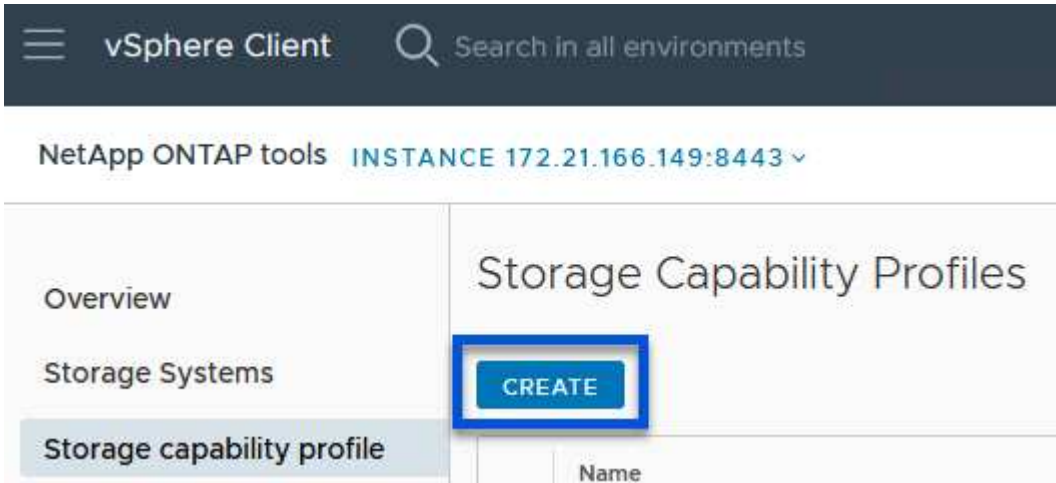 vSphere Client Search in all environments
NetApp ONTAP tools INSTANCE 172.21.166.149:8443
Storage Capability Profiles
Overview
Storage Systems
CREATE
Storage capability profile
Name